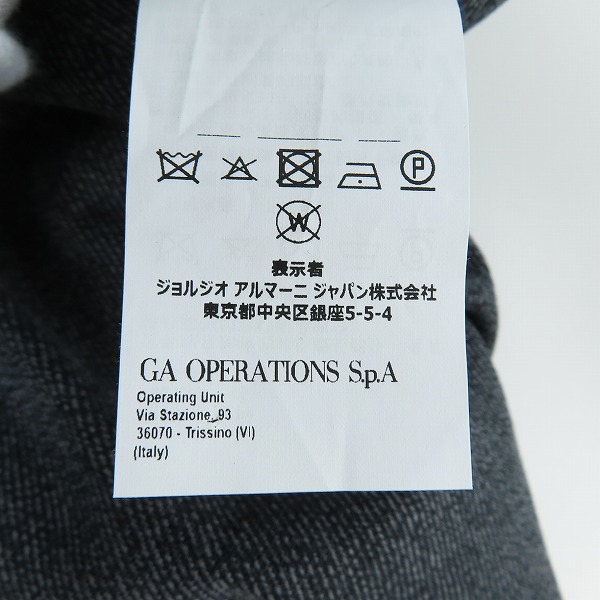 P
W
表示者
ジョルジオ アルマーニ ジャパン株式会社
東京都中央区銀座5-5-4
GA OPERATIONS S.p.A
Operating Unit
Via Stazione, 93
36070 - Trissino (VI)
(Italy)